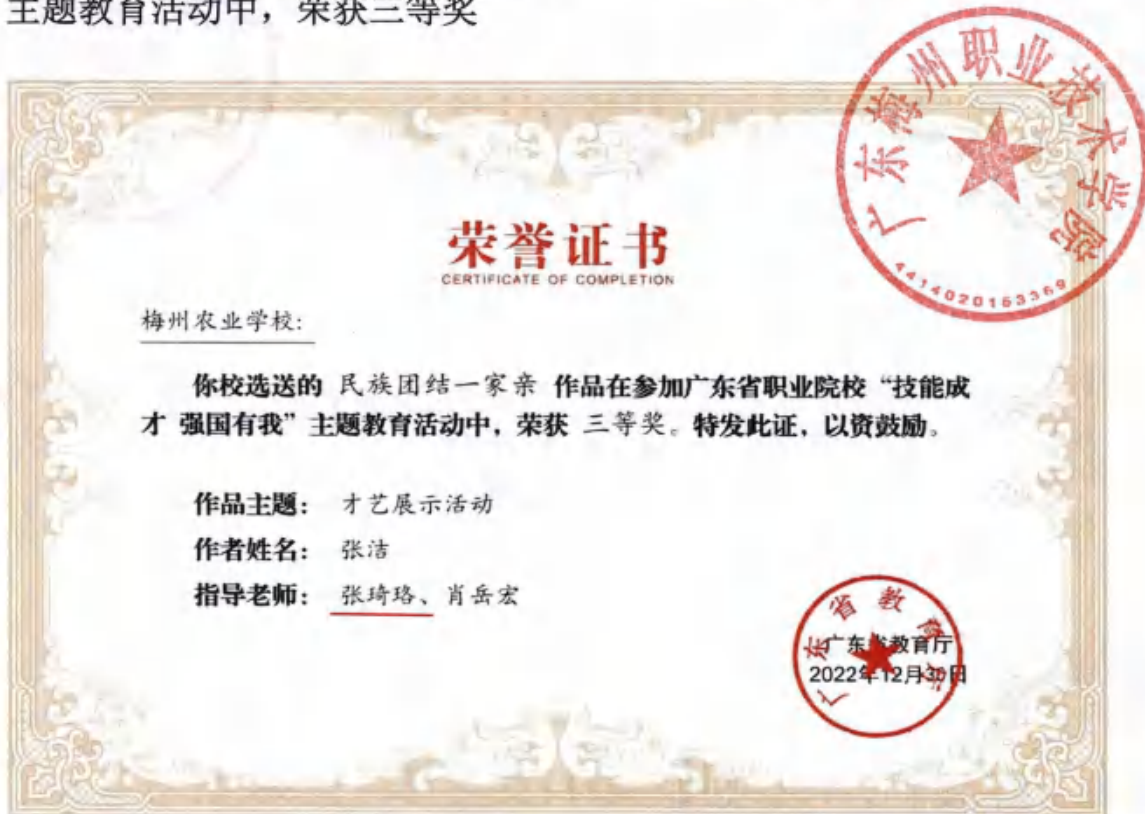 主题教育活动中，荣获三等奖
广东梅州职业技术学院
4414020153369
荣誉证书
CERTIFICATE OF COMPLETION
梅州农业学校:
你校选送的 民族团结一家亲 作品在参加广东省职业院校“技能成
才 强国有我”主题教育活动中，荣获 三等奖。特发此证，以资鼓励。
作品主题： 才艺展示活动
作者姓名： 张洁
指导老师： 张琦珞、肖岳宏
广东省教育厅
广东省教育厅
2022年12月30日